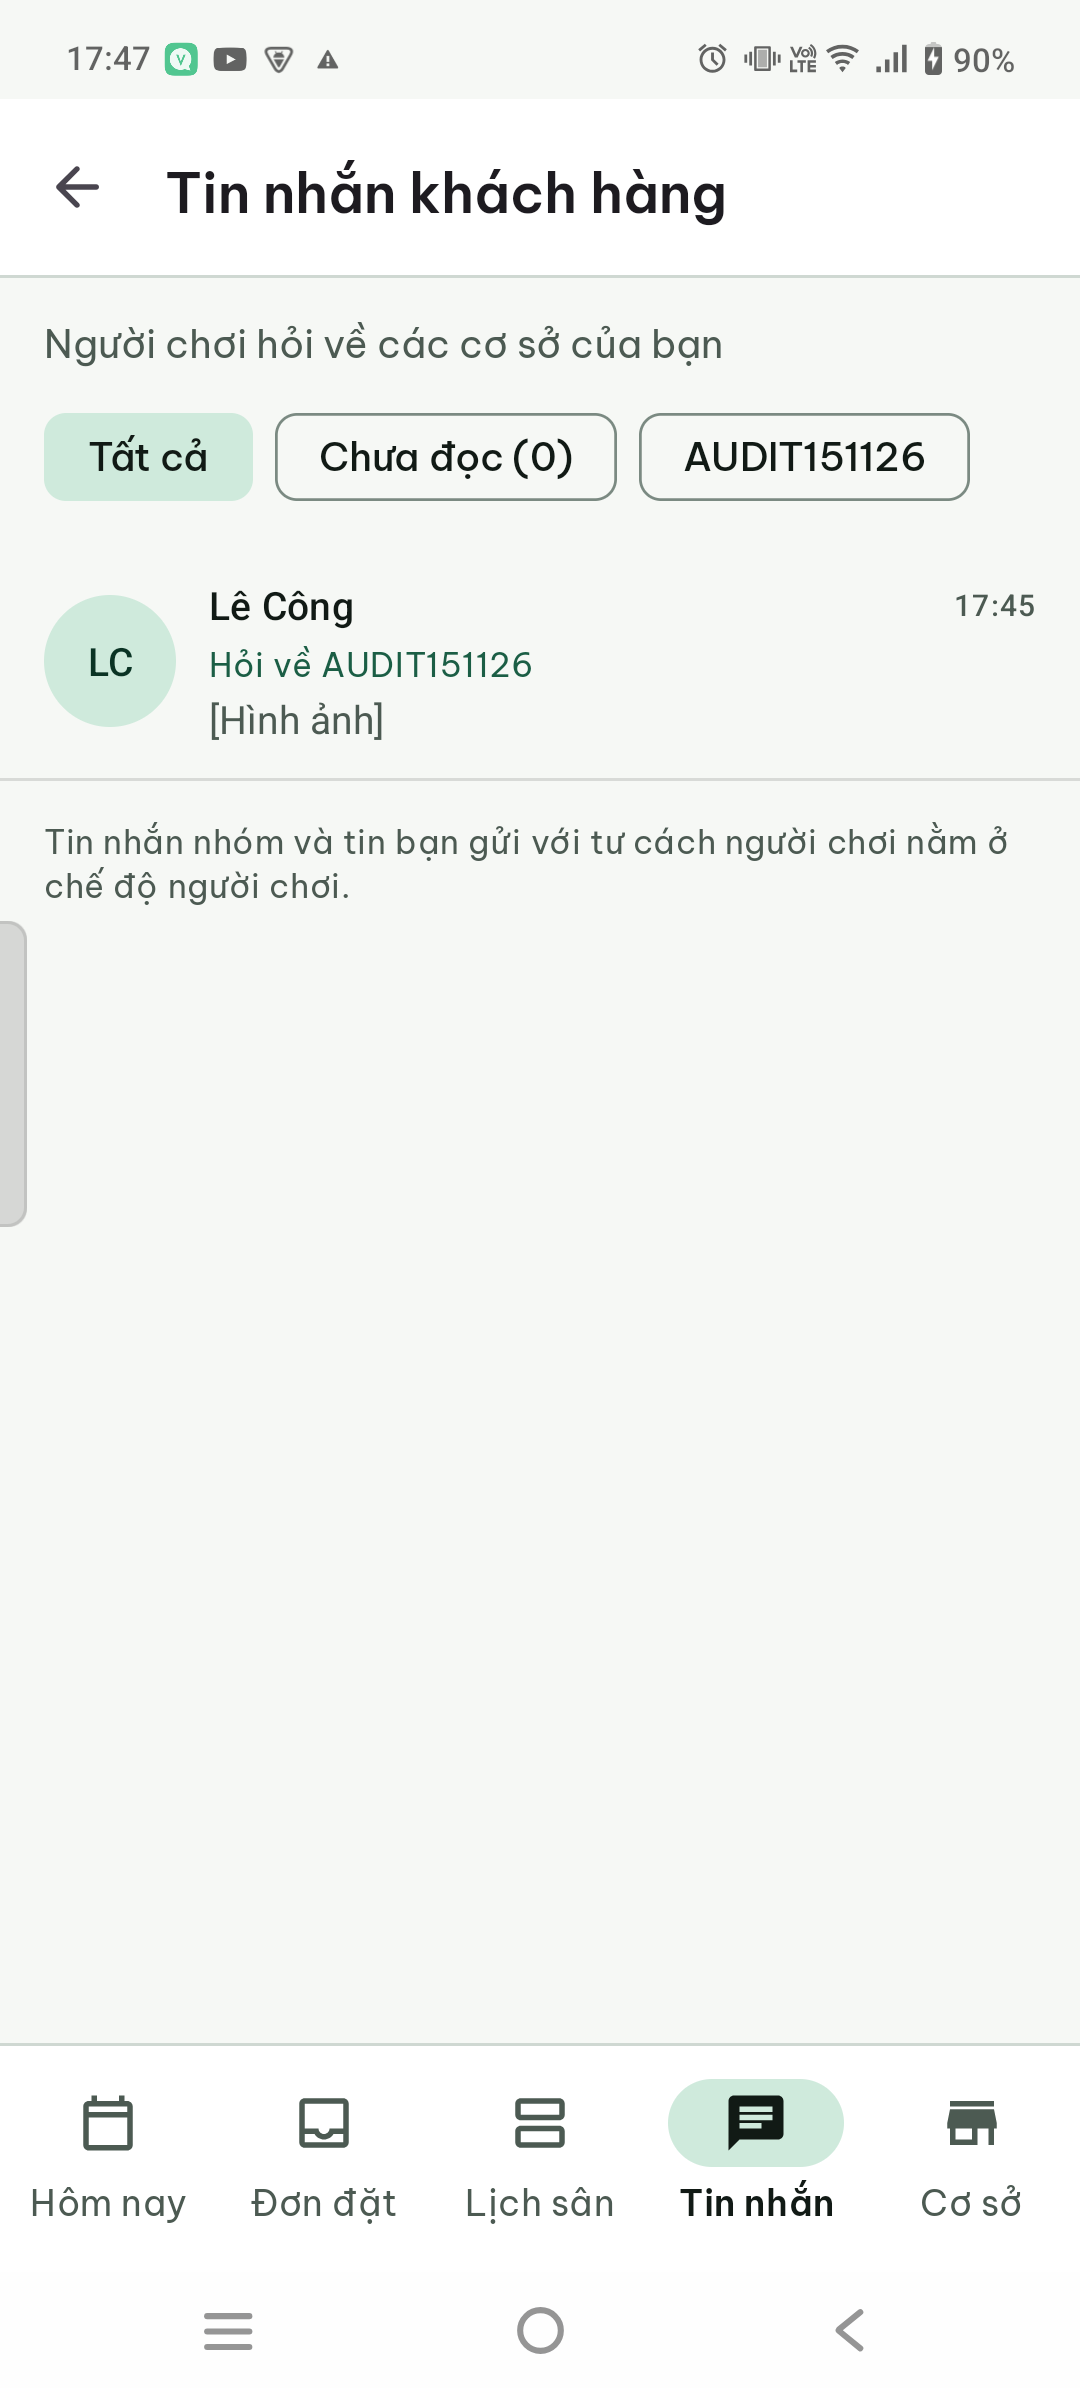 17:47
VoLTE 90%
Tin nhắn khách hàng
Người chơi hỏi về các cơ sở của bạn
Tất cả
Chưa đọc (0)
AUDIT151126
LC
Lê Công
17:45
Hỏi về AUDIT151126
[Hình ảnh]
Tin nhắn nhóm và tin bạn gửi với tư cách người chơi nằm ở
chế độ người chơi.
Hôm nay
Đơn đặt
Lịch sân
Tin nhắn
Cơ sở